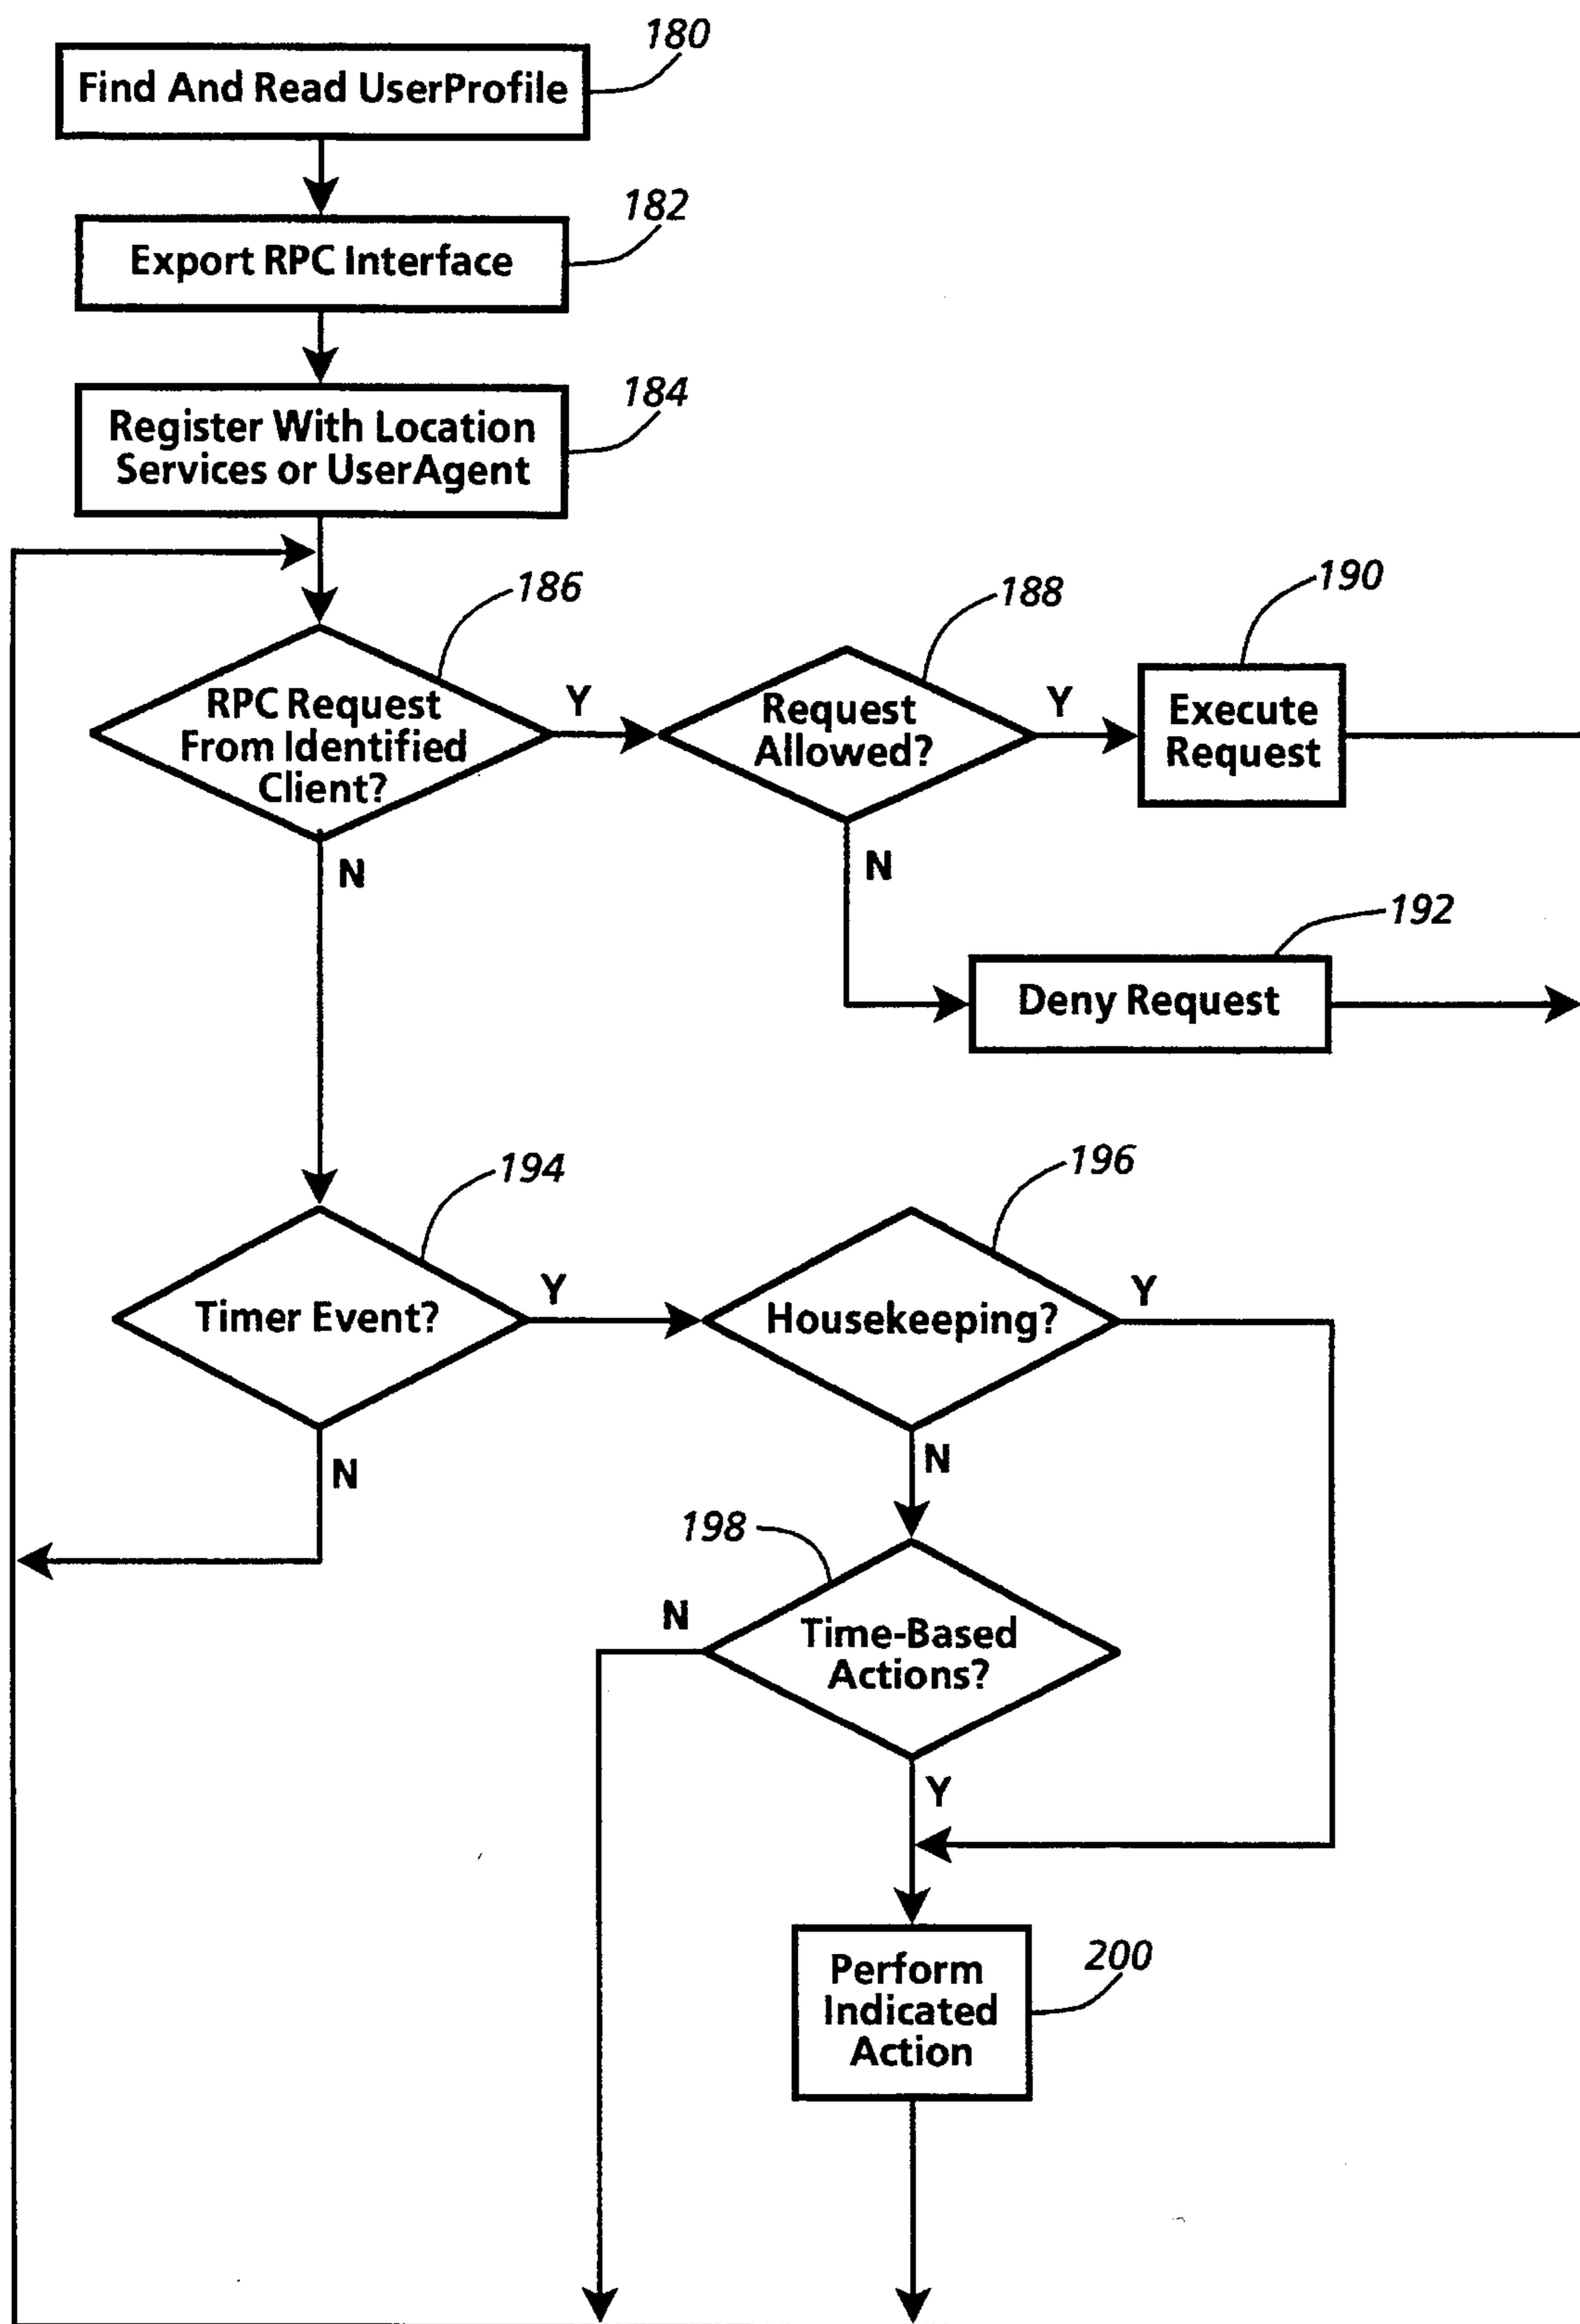 180
Find And Read UserProfile
182
Export RPC Interface
184
Register With Location
Services or UserAgent
186
188
190
RPC Request
From Identified
Client?
Y
Request
Allowed?
Y
Execute
Request
N
N
192
Deny Request
194
196
Timer Event?
Y
Housekeeping?
Y
N
N
198
N
Time-Based
Actions?
Y
200
Perform
Indicated
Action